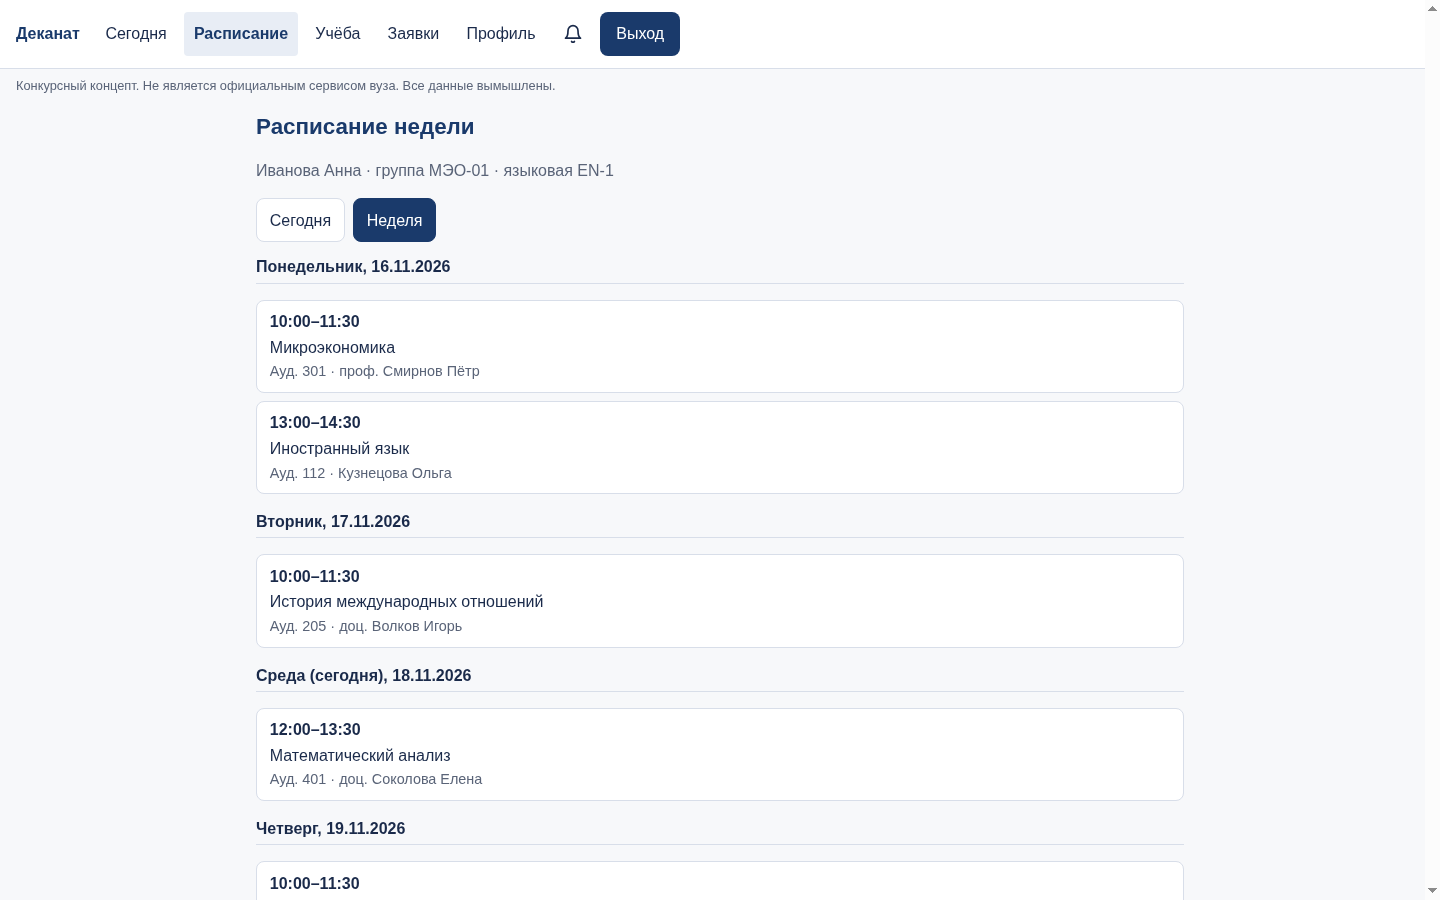 Деканат Сегодня Расписание Учёба Заявки Профиль Выход
Конкурсный концепт. Не является официальным сервисом вуза. Все данные вымышлены.
Расписание недели
Иванова Анна · группа МЭО-01 · языковая EN-1
Сегодня Неделя
Понедельник, 16.11.2026
10:00–11:30
Микроэкономика
Ауд. 301 · проф. Смирнов Пётр
13:00–14:30
Иностранный язык
Ауд. 112 · Кузнецова Ольга
Вторник, 17.11.2026
10:00–11:30
История международных отношений
Ауд. 205 · доц. Волков Игорь
Среда (сегодня), 18.11.2026
12:00–13:30
Математический анализ
Ауд. 401 · доц. Соколова Елена
Четверг, 19.11.2026
10:00–11:30